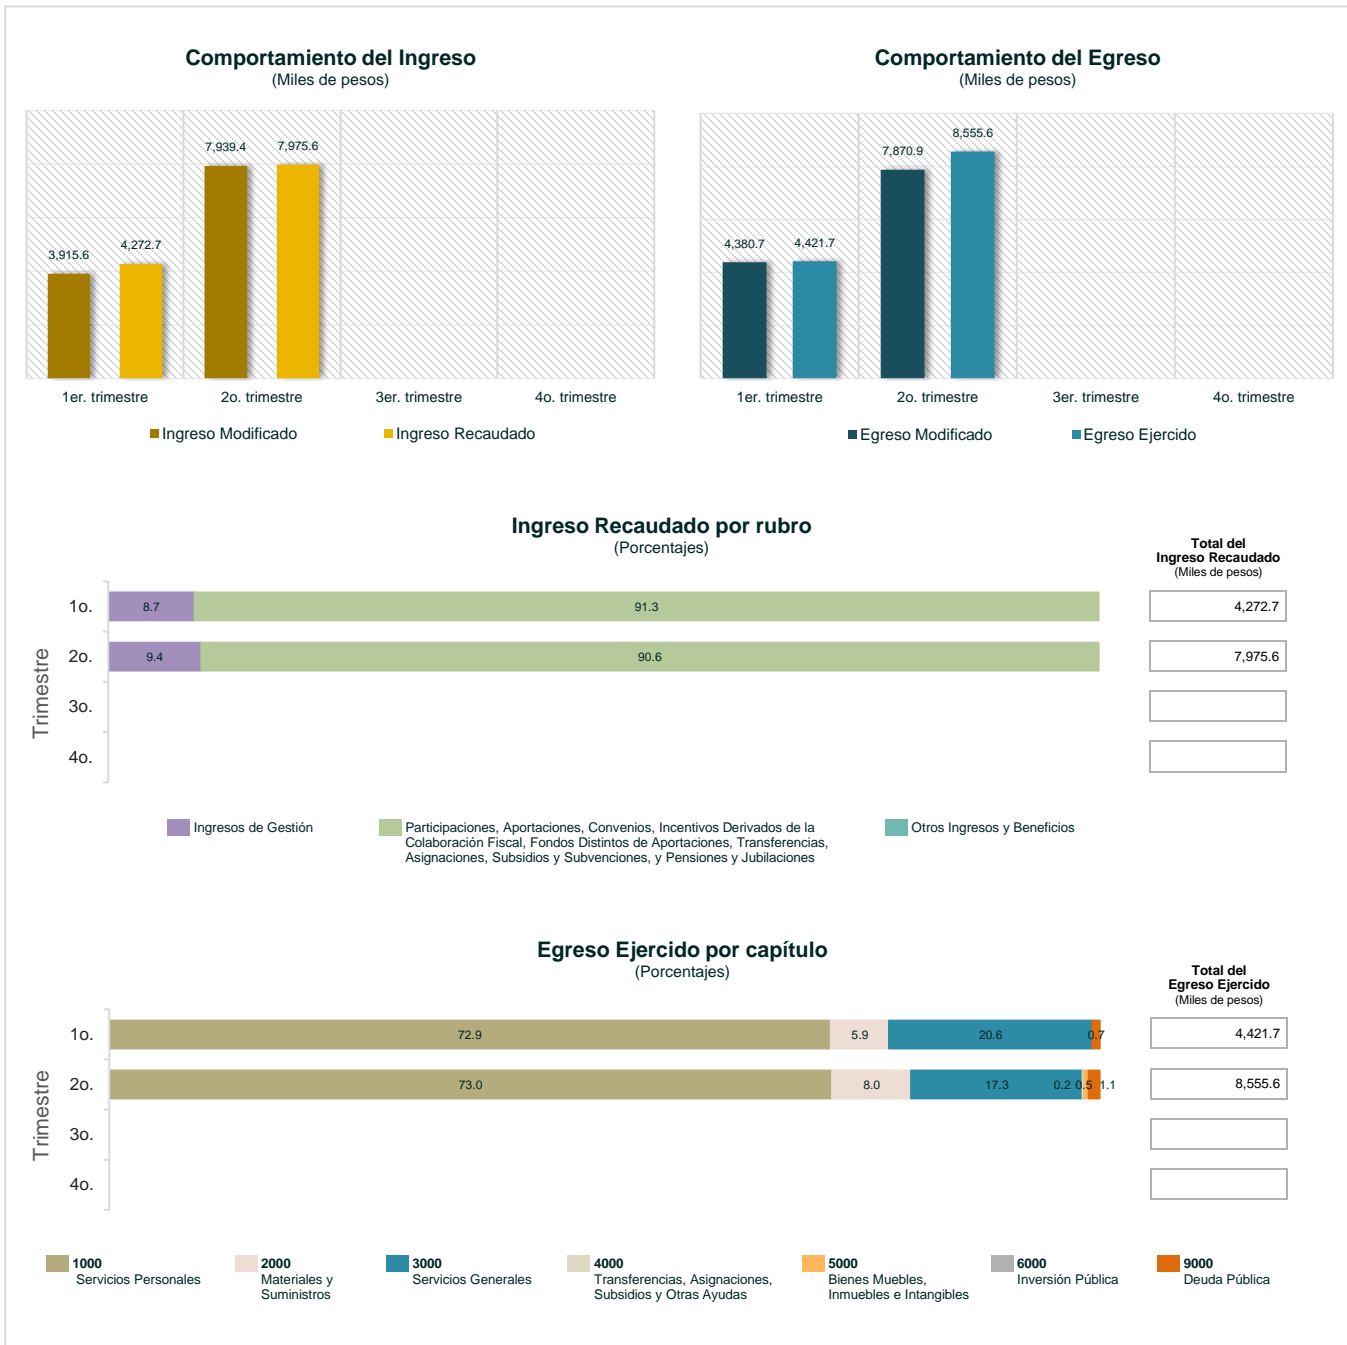 Comportamiento del Ingreso
(Miles de pesos)
3,915.6
4,272.7
7,939.4
7,975.6
1er. trimestre
2o. trimestre
3er. trimestre
4o. trimestre
Ingreso Modificado
Ingreso Recaudado
Comportamiento del Egreso
(Miles de pesos)
4,380.7
4,421.7
7,870.9
8,555.6
1er. trimestre
2o. trimestre
3er. trimestre
4o. trimestre
Egreso Modificado
Egreso Ejercido
Ingreso Recaudado por rubro
(Porcentajes)
Total del
Ingreso Recaudado
(Miles de pesos)
Trimestre
1o.
8.7
91.3
4,272.7
2o.
9.4
90.6
7,975.6
3o.
4o.
Ingresos de Gestión
Participaciones, Aportaciones, Convenios, Incentivos Derivados de la
Colaboración Fiscal, Fondos Distintos de Aportaciones, Transferencias,
Asignaciones, Subsidios y Subvenciones, y Pensiones y Jubilaciones
Otros Ingresos y Beneficios
Egreso Ejercido por capítulo
(Porcentajes)
Total del
Egreso Ejercido
(Miles de pesos)
Trimestre
1o.
72.9
5.9
20.6
0.7
4,421.7
2o.
73.0
8.0
17.3
0.2
0.5
1.1
8,555.6
3o.
4o.
1000
Servicios Personales
2000
Materiales y
Suministros
3000
Servicios Generales
4000
Transferencias, Asignaciones,
Subsidios y Otras Ayudas
5000
Bienes Muebles,
Inmuebles e Intangibles
6000
Inversión Pública
9000
Deuda Pública